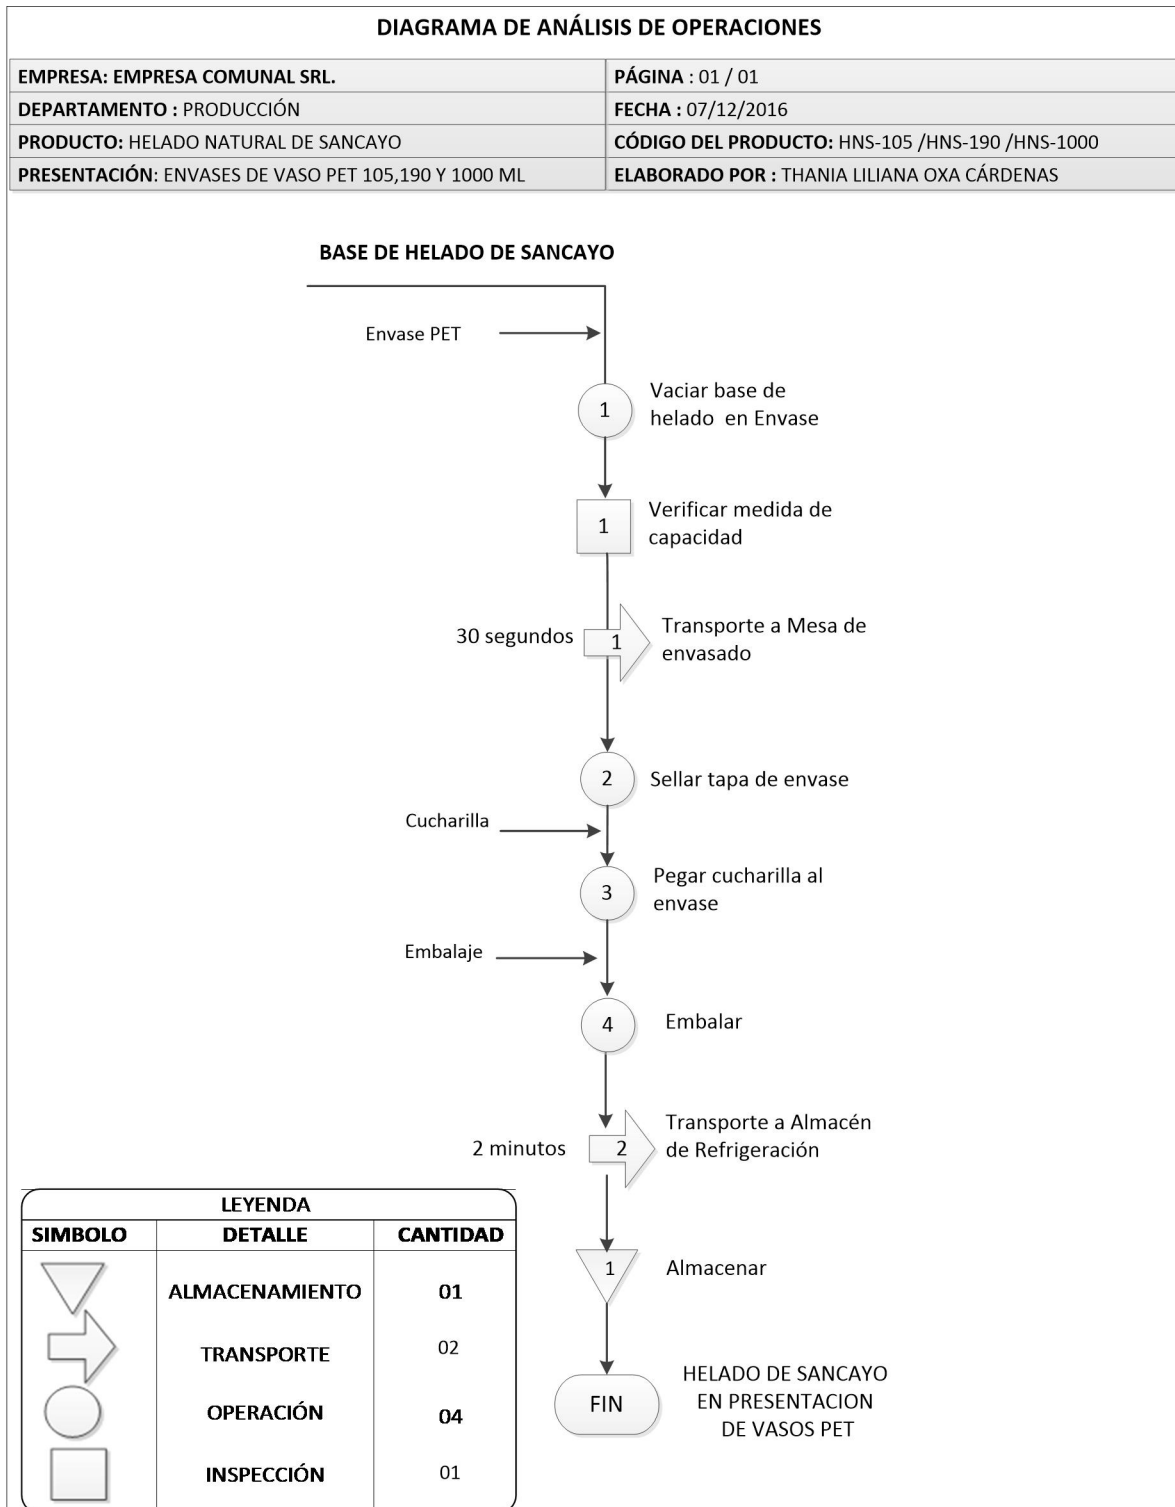 DIAGRAMA DE ANÁLISIS DE OPERACIONES
EMPRESA: EMPRESA COMUNAL SRL.
PÁGINA : 01 / 01
DEPARTAMENTO : PRODUCCIÓN
FECHA : 07/12/2016
PRODUCTO: HELADO NATURAL DE SANCAYO
CÓDIGO DEL PRODUCTO: HNS-105 /HNS-190 /HNS-1000
PRESENTACIÓN: ENVASES DE VASO PET 105,190 Y 1000 ML
ELABORADO POR : THANIA LILIANA OXA CÁRDENAS
BASE DE HELADO DE SANCAYO
Envase PET
1
Vaciar base de
helado en Envase
1
Verificar medida de
capacidad
30 segundos
1
Transporte a Mesa de
envasado
2
Sellar tapa de envase
Cucharilla
3
Pegar cucharilla al
envase
Embalaje
4
Embalar
2 minutos
2
Transporte a Almacén
de Refrigeración
1
Almacenar
FIN
HELADO DE SANCAYO
EN PRESENTACION
DE VASOS PET
LEYENDA
SIMBOLO DETALLE CANTIDAD
ALMACENAMIENTO 01
TRANSPORTE 02
OPERACIÓN 04
INSPECCIÓN 01